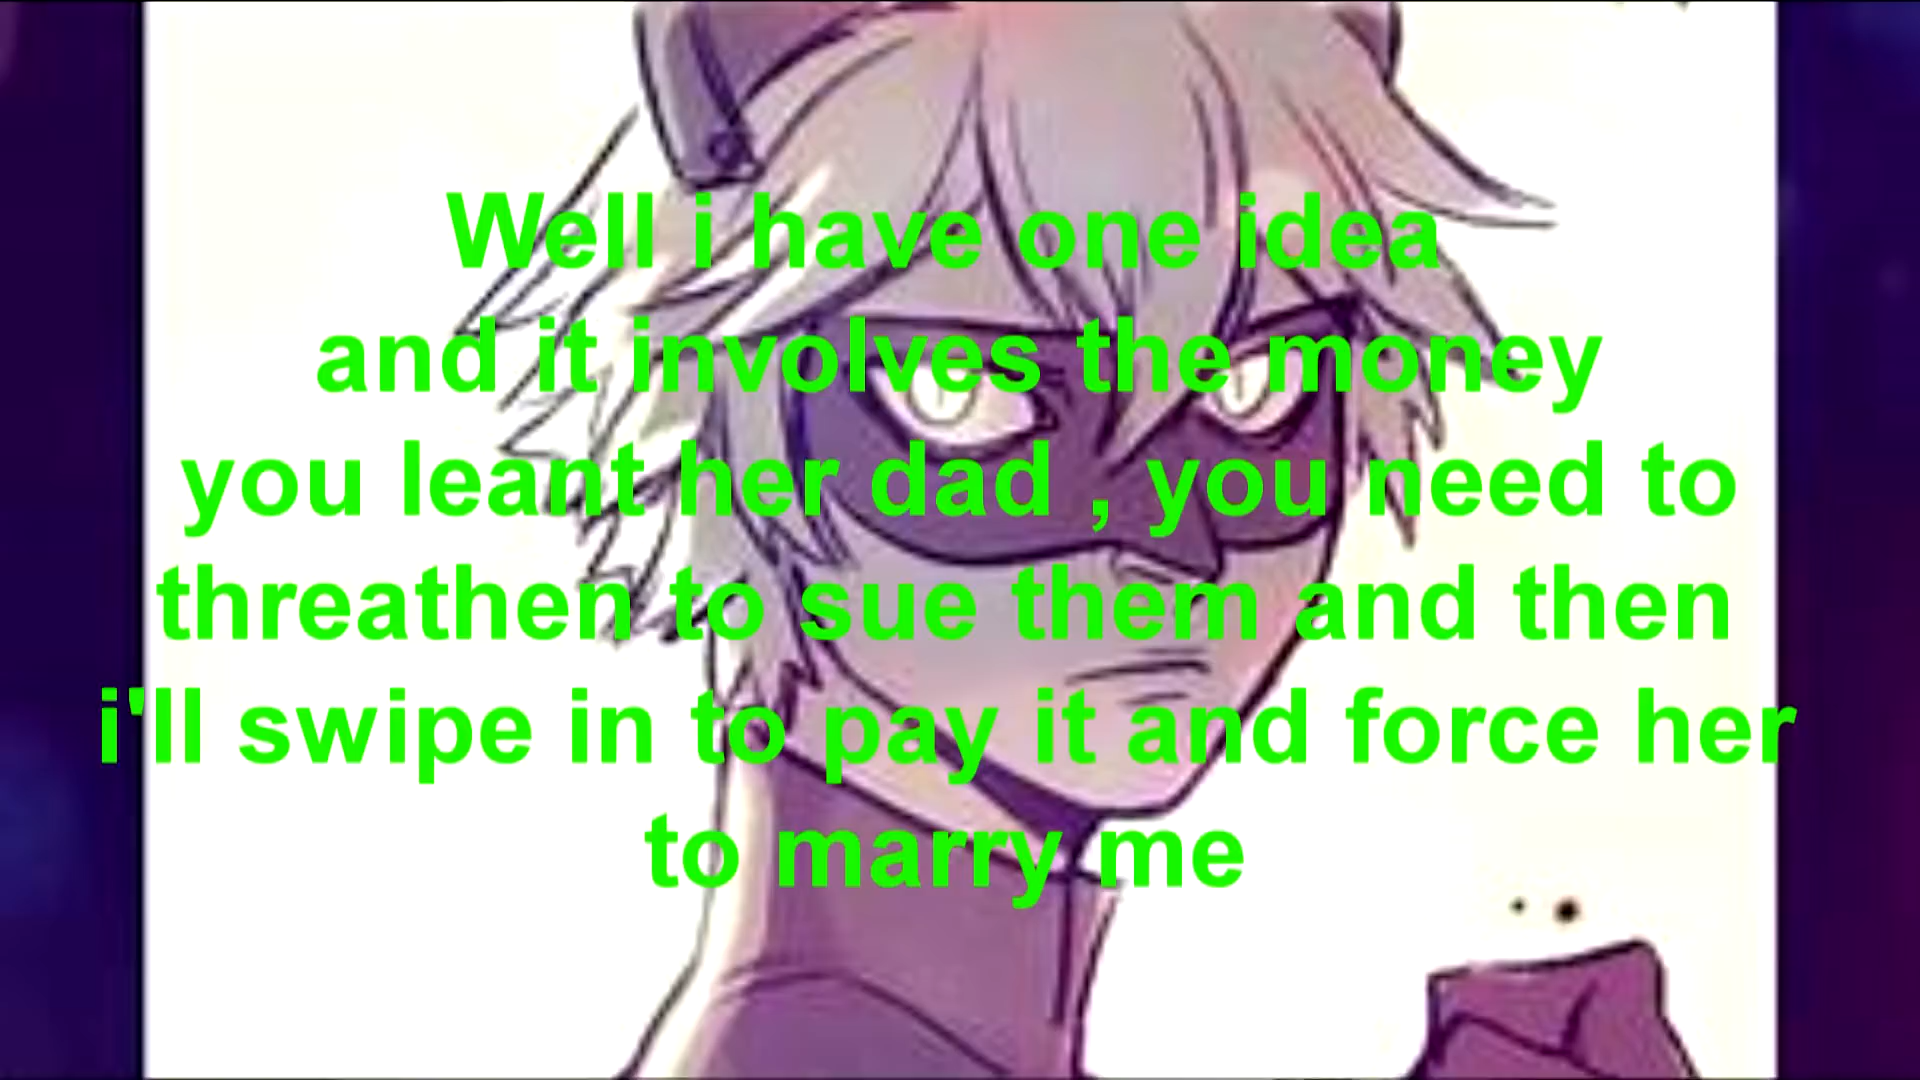 Well i have one idea
and it involves the money
you leant her dad , you need to
threathen to sue them and then
i'll swipe in to pay it and force her
to marry me